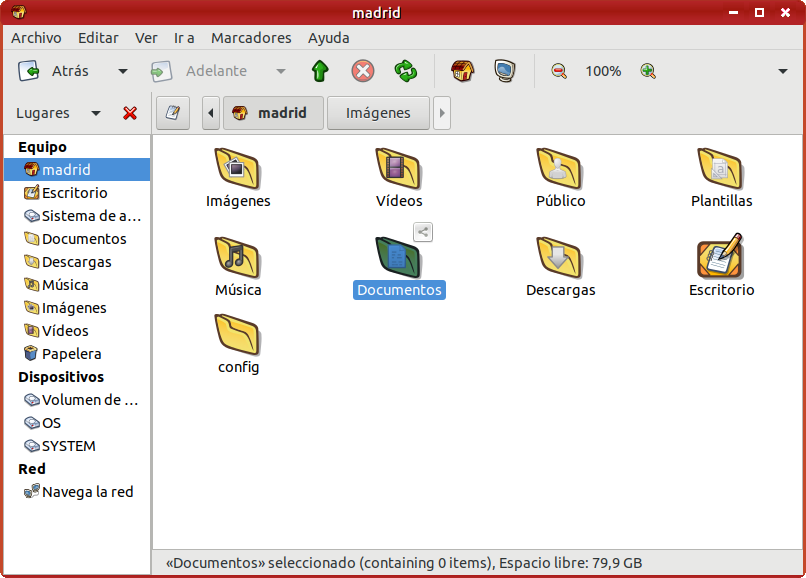 madrid
Archivo Editar Ver Ir a Marcadores Ayuda
Atrás Adelante 100%
Lugares madrid Imágenes
Equipo
madrid
Escritorio
Sistema de a...
Documentos
Descargas
Música
Imágenes
Vídeos
Papelera
Dispositivos
Volumen de ...
OS
SYSTEM
Red
Navega la red
Imágenes Vídeos Público Plantillas
Música Documentos Descargas Escritorio
config
«Documentos» seleccionado (containing 0 items), Espacio libre: 79,9 GB